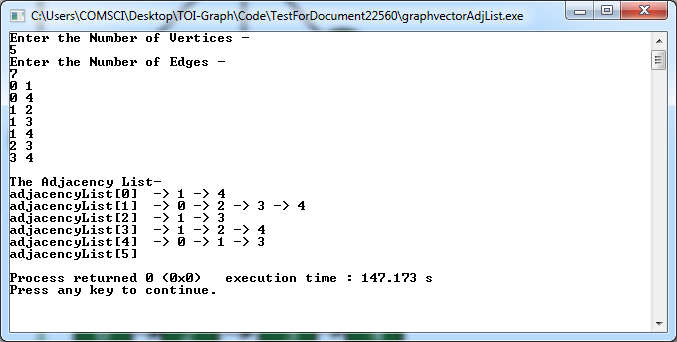 C:\Users\COMSCI\Desktop\TOI-Graph\Code\TestForDocument22560\graphvectorAdjList.exe
Enter the Number of Vertices -
5
Enter the Number of Edges -
7
0 1
0 4
1 2
1 3
1 4
2 3
3 4
The Adjacency List-
adjacencyList[0]  -> 1 -> 4
adjacencyList[1]  -> 0 -> 2 -> 3 -> 4
adjacencyList[2]  -> 1 -> 3
adjacencyList[3]  -> 1 -> 2 -> 4
adjacencyList[4]  -> 0 -> 1 -> 3
adjacencyList[5]
Process returned 0 (0x0)   execution time : 147.173 s
Press any key to continue.